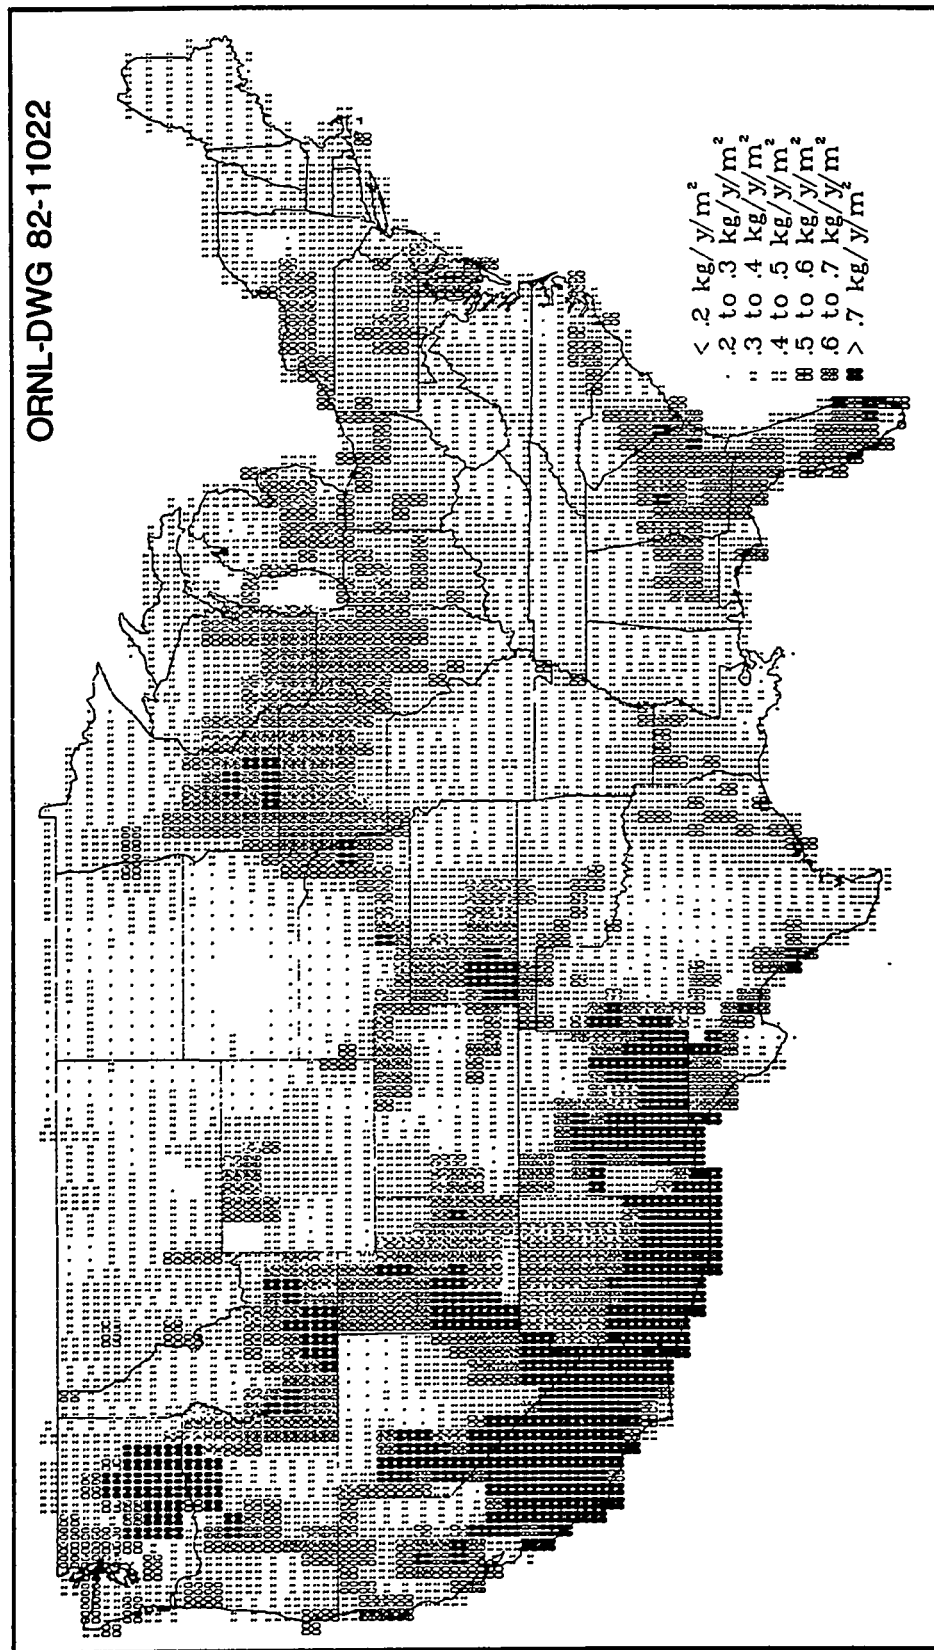 ORNL-DWG 82-11022
< .2 kg/y/m²
. .2 to .3 kg/y/m²
:: .3 to .4 kg/y/m²
:: .4 to .5 kg/y/m²
.5 to .6 kg/y/m²
.6 to .7 kg/y/m²
> .7 kg/y/m²